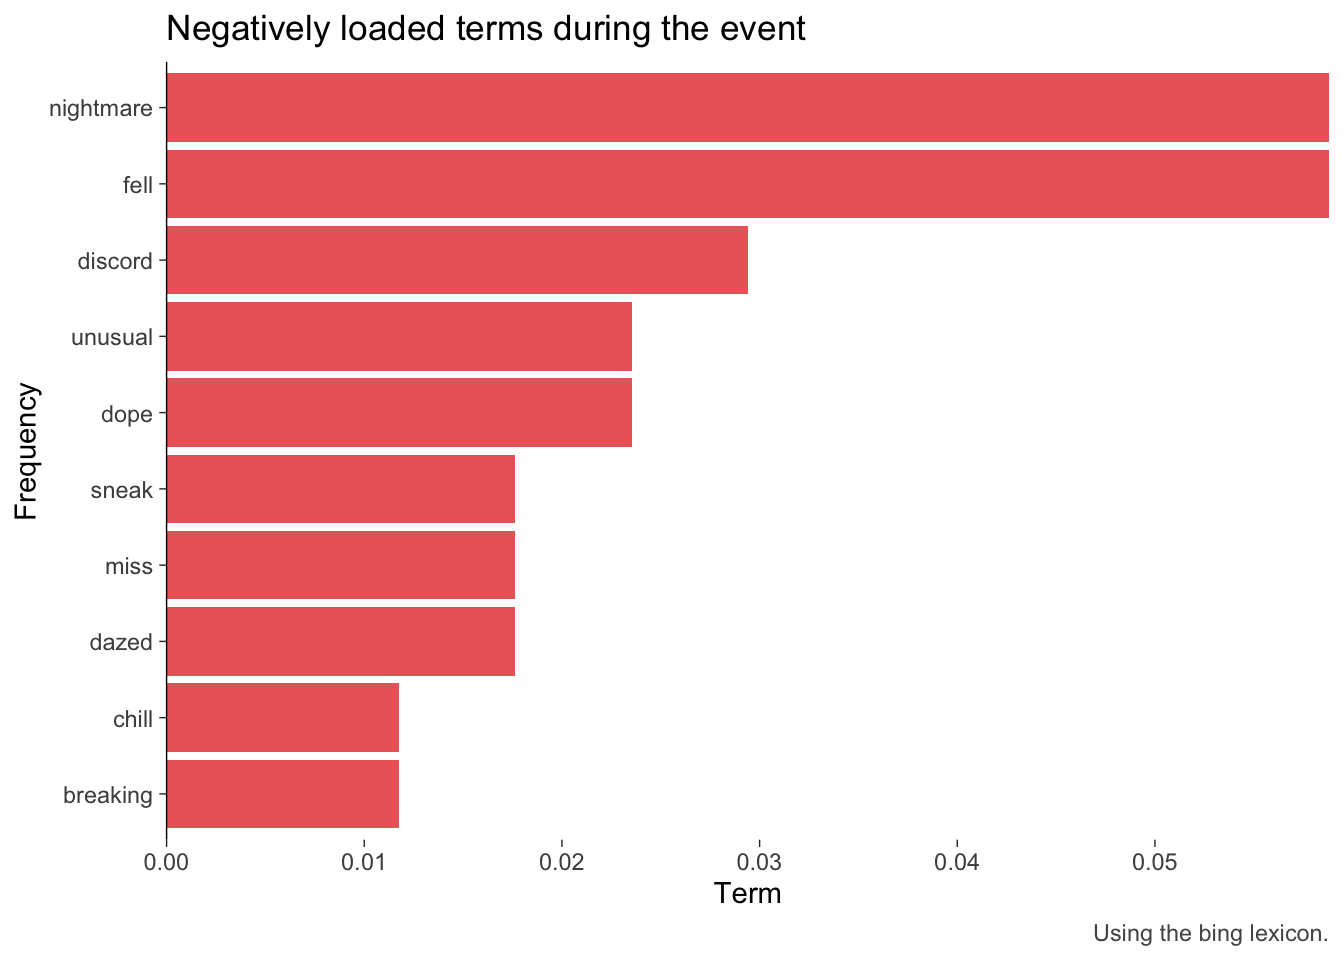 Negatively loaded terms during the event
nightmare
fell
discord
unusual
dope
sneak
miss
dazed
chill
breaking
Frequency
0.00 0.01 0.02 0.03 0.04 0.05
Term
Using the bing lexicon.